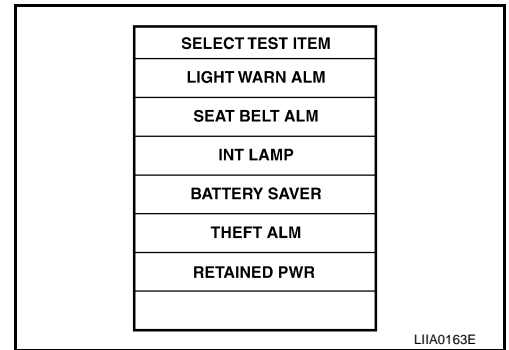 SELECT TEST ITEM
LIGHT WARN ALM
SEAT BELT ALM
INT LAMP
BATTERY SAVER
THEFT ALM
RETAINED PWR
LIIA0163E